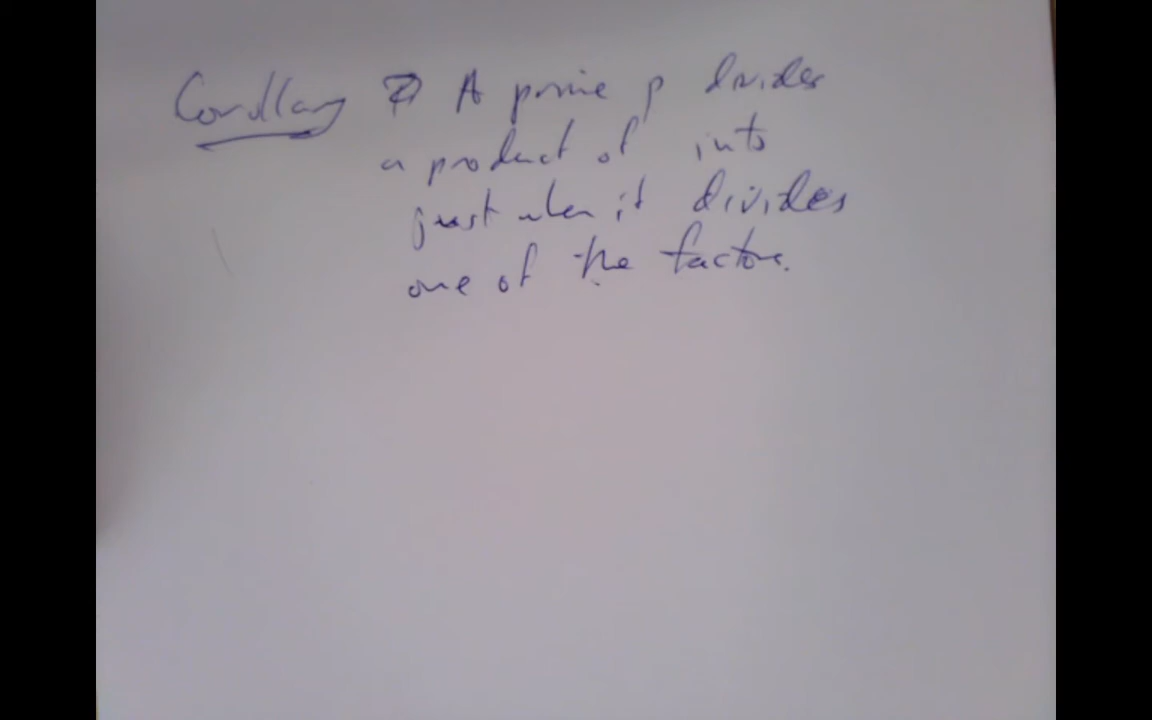 Corollary A prime p divides
a product of ints
just when it divides
one of the factors.